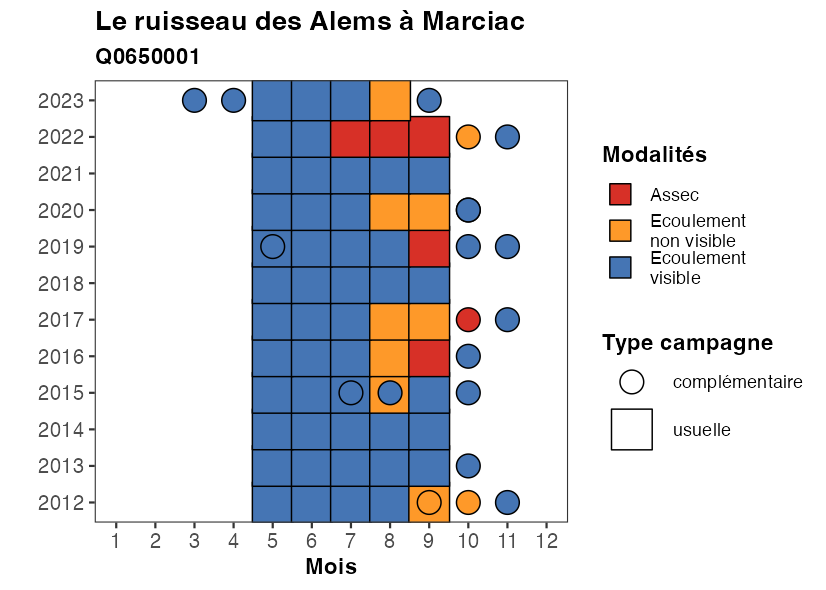 Le ruisseau des Alems à Marciac
Q0650001
2023
2022
2021
2020
2019
2018
2017
2016
2015
2014
2013
2012
1 2 3 4 5 6 7 8 9 10 11 12
Mois
Modalités
Assec
Ecoulement
non visible
Ecoulement
visible
Type campagne
complémentaire
usuelle